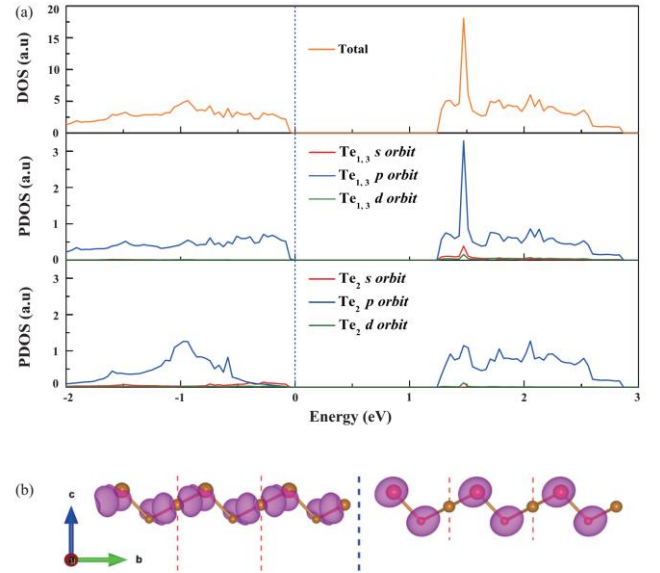 (a)
20
15
10
5
0
DOS (a.u)
Total
3
2
1
0
PDOS (a.u)
Te1, 3 s orbit
Te1, 3 p orbit
Te1, 3 d orbit
3
2
1
0
PDOS (a.u)
Te2 s orbit
Te2 p orbit
Te2 d orbit
-2 -1 0 1 2 3
Energy (eV)
(b)
c
b